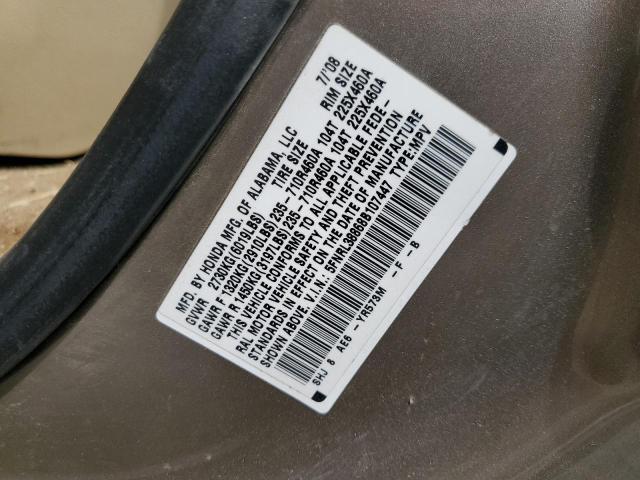 MFD. BY HONDA MFG. OF ALABAMA, LLC 7/'08
GVWR 2730KG(6019LBS) TIRE SIZE RIM SIZE
GAWR F 1320KG(2910LBS) 235-710R460A 104T 225X460A
GAWR R 1450KG(3197LBS) 235-710R460A 104T 225X460A
THIS VEHICLE CONFORMS TO ALL APPLICABLE FEDE-
RAL MOTOR VEHICLE SAFETY AND THEFT PREVENTION
STANDARDS IN EFFECT ON THE DATE OF MANUFACTURE
SHOWN ABOVE. V.I.N. 5FNRL38869B107447 TYPE:MPV
SHJ 8 AE6 -YR573M -F -B